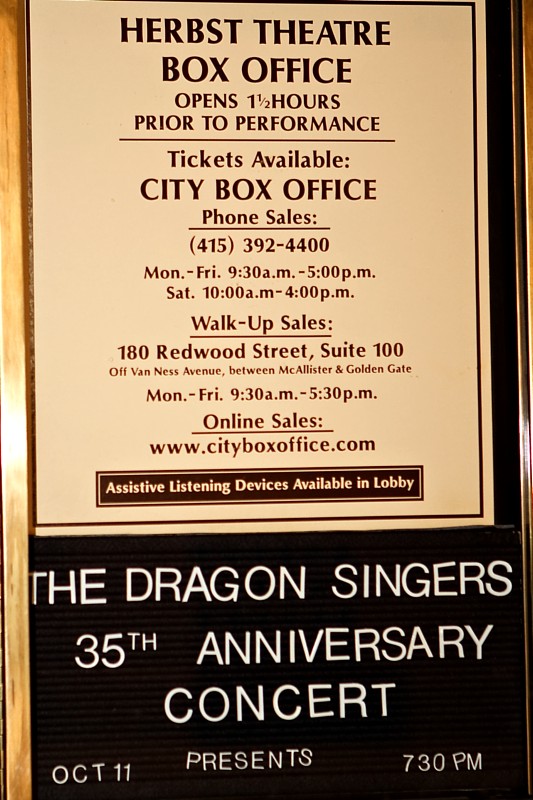 HERBST THEATRE
BOX OFFICE
OPENS 1½HOURS
PRIOR TO PERFORMANCE
Tickets Available:
CITY BOX OFFICE
Phone Sales:
(415) 392-4400
Mon.-Fri. 9:30a.m.-5:00p.m.
Sat. 10:00a.m-4:00p.m.
Walk-Up Sales:
180 Redwood Street, Suite 100
Off Van Ness Avenue, between McAllister & Golden Gate
Mon.-Fri. 9:30a.m.-5:30p.m.
Online Sales:
www.cityboxoffice.com
Assistive Listening Devices Available in Lobby
THE DRAGON SINGERS
35TH ANNIVERSARY
CONCERT
OCT 11 PRESENTS 730 PM